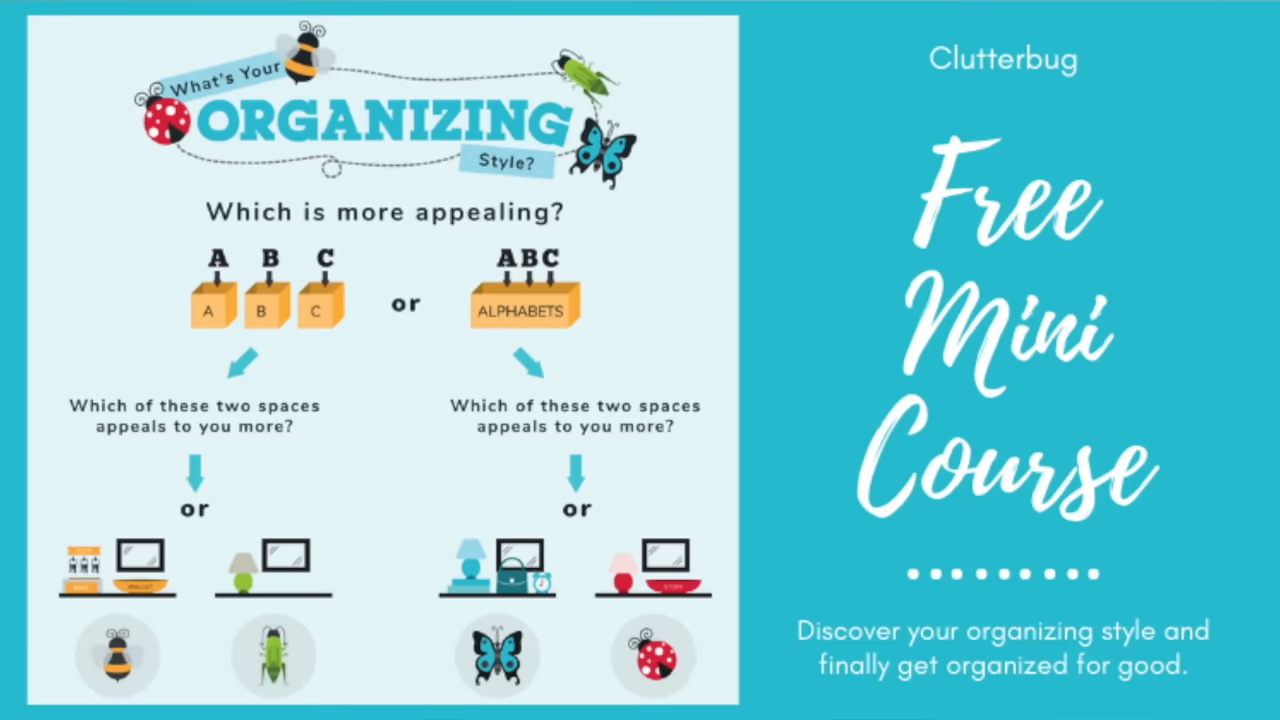 What's Your
ORGANIZING
Style?
Which is more appealing?
A B C
A B C
or
ABC
ALPHABETS
Which of these two spaces
appeals to you more?
or
WALLET
Which of these two spaces
appeals to you more?
or
Clutterbug
Free
Mini
Course
Discover your organizing style and
finally get organized for good.